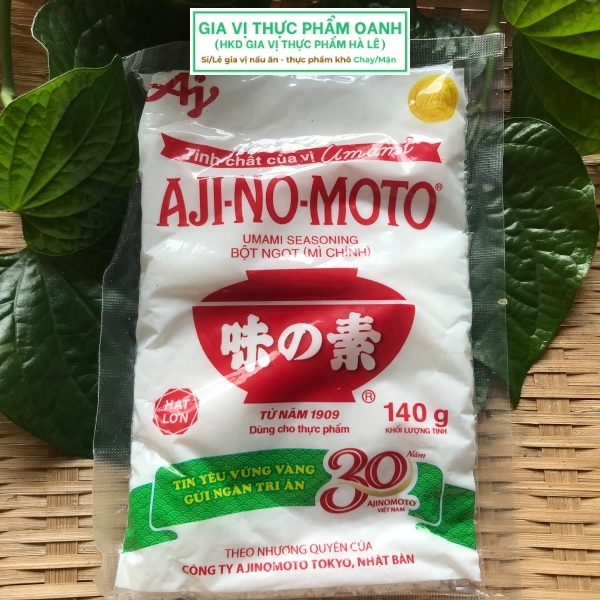 GIA VỊ THỰC PHẨM OANH
(HKD GIA VỊ THỰC PHẨM HÀ LÊ)
Sỉ/Lẻ gia vị nấu ăn - thực phẩm khô Chay/Mặn
Aj
Tinh chất của vị Umami
AJI-NO-MOTO®
UMAMI SEASONING
BỘT NGỌT (MÌ CHÍNH)
味の素
®
HẠT
LỚN
TỪ NĂM 1909
Dùng cho thực phẩm
140 g
KHỐI LƯỢNG TỊNH
TIN YÊU VỮNG VÀNG
GỬI NGÀN TRI ÂN
30 Năm
AJINOMOTO
VIỆT NAM
THEO NHƯỢNG QUYỀN CỦA
CÔNG TY AJINOMOTO TOKYO, NHẬT BẢN